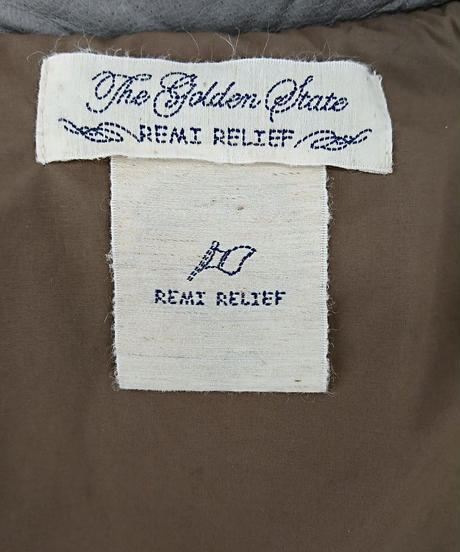 The Golden State
REMI RELIEF
REMI RELIEF